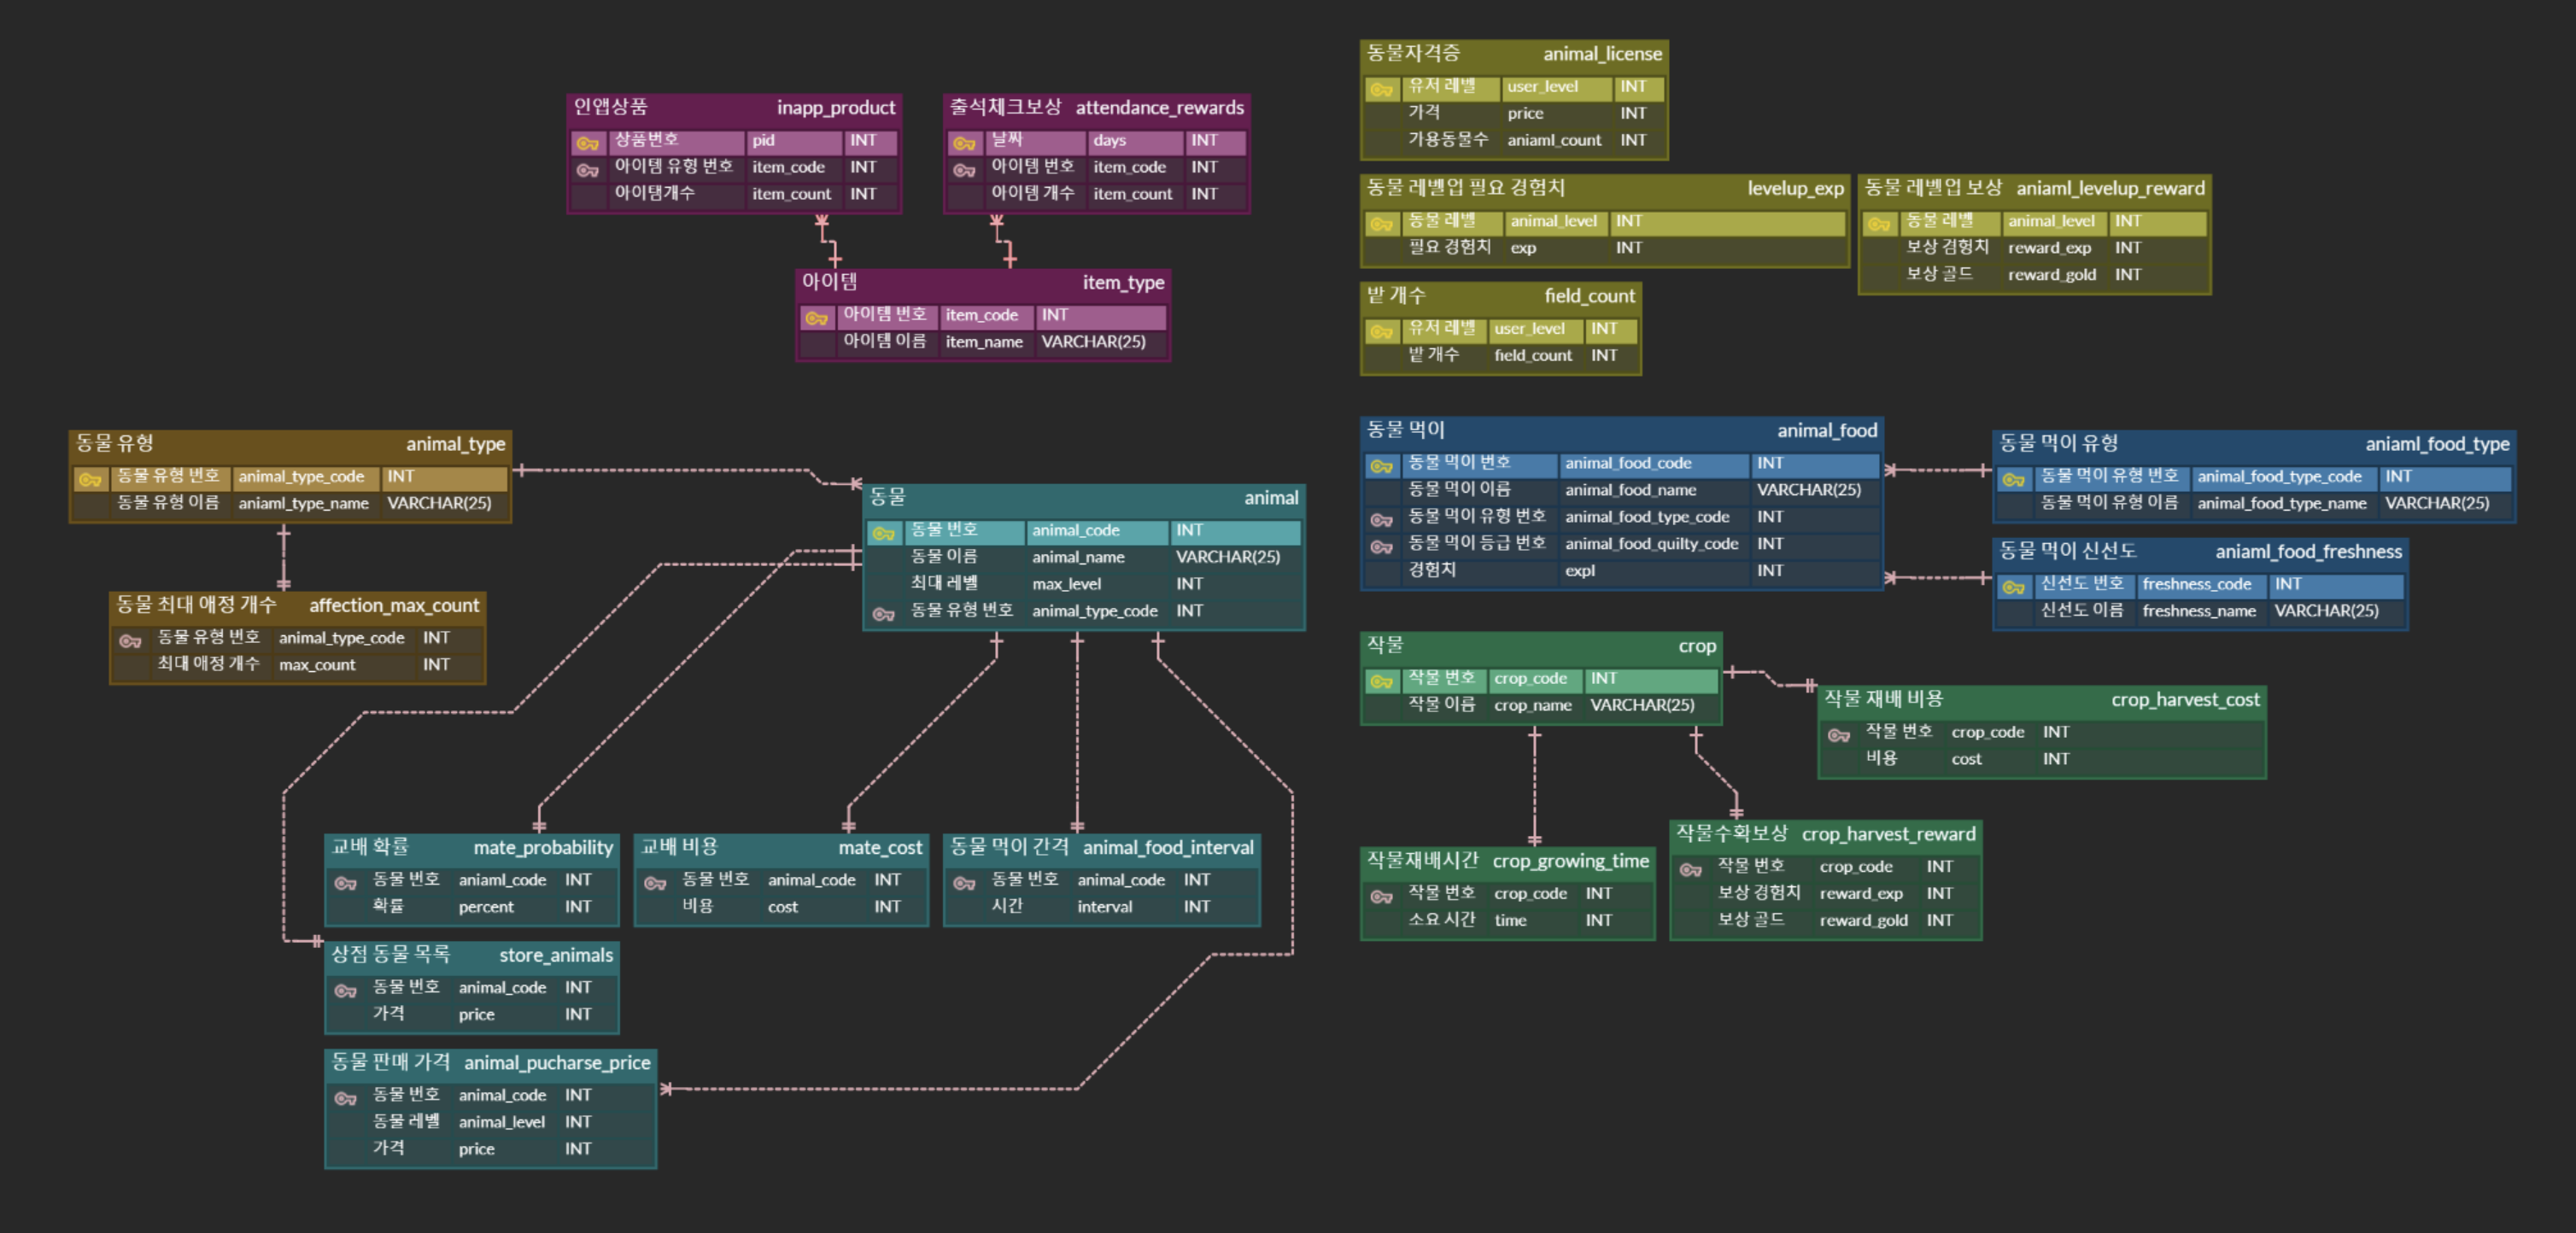 인앱상품 inapp_product
상품번호 pid INT
아이템 유형 번호 item_code INT
아이탬개수 item_count INT
출석체크보상 attendance_rewards
날짜 days INT
아이템 번호 item_code INT
아이템 개수 item_count INT
아이템 item_type
아이템 번호 item_code INT
아이템 이름 item_name VARCHAR(25)
동물자격증 animal_license
유저 레벨 user_level INT
가격 price INT
가용동물수 aniaml_count INT
동물 레벨업 필요 경험치 levelup_exp
동물 레벨 animal_level INT
필요 경험치 exp INT
동물 레벨업 보상 aniaml_levelup_reward
동물 레벨 animal_level INT
보상 겸험치 reward_exp INT
보상 골드 reward_gold INT
밭 개수 field_count
유저 레벨 user_level INT
밭 개수 field_count INT
동물 유형 animal_type
동물 유형 번호 animal_type_code INT
동물 유형 이름 aniaml_type_name VARCHAR(25)
동물 최대 애정 개수 affection_max_count
동물 유형 번호 animal_type_code INT
최대 애정 개수 max_count INT
동물 animal
동물 번호 animal_code INT
동물 이름 animal_name VARCHAR(25)
최대 레벨 max_level INT
동물 유형 번호 animal_type_code INT
동물 먹이 animal_food
동물 먹이 번호 animal_food_code INT
동물 먹이 이름 animal_food_name VARCHAR(25)
동물 먹이 유형 번호 animal_food_type_code INT
동물 먹이 등급 번호 animal_food_quilty_code INT
경험치 expl INT
동물 먹이 유형 aniaml_food_type
동물 먹이 유형 번호 animal_food_type_code INT
동물 먹이 유형 이름 animal_food_type_name VARCHAR(25)
동물 먹이 신선도 aniaml_food_freshness
신선도 번호 freshness_code INT
신선도 이름 freshness_name VARCHAR(25)
작물 crop
작물 번호 crop_code INT
작물 이름 crop_name VARCHAR(25)
작물 재배 비용 crop_harvest_cost
작물 번호 crop_code INT
비용 cost INT
작물재배시간 crop_growing_time
작물 번호 crop_code INT
소요 시간 time INT
작물수확보상 crop_harvest_reward
작물 번호 crop_code INT
보상 경험치 reward_exp INT
보상 골드 reward_gold INT
교배 확률 mate_probability
동물 번호 aniaml_code INT
확률 percent INT
교배 비용 mate_cost
동물 번호 animal_code INT
비용 cost INT
동물 먹이 간격 animal_food_interval
동물 번호 animal_code INT
시간 interval INT
상점 동물 목록 store_animals
동물 번호 animal_code INT
가격 price INT
동물 판매 가격 animal_pucharse_price
동물 번호 animal_code INT
동물 레벨 animal_level INT
가격 price INT